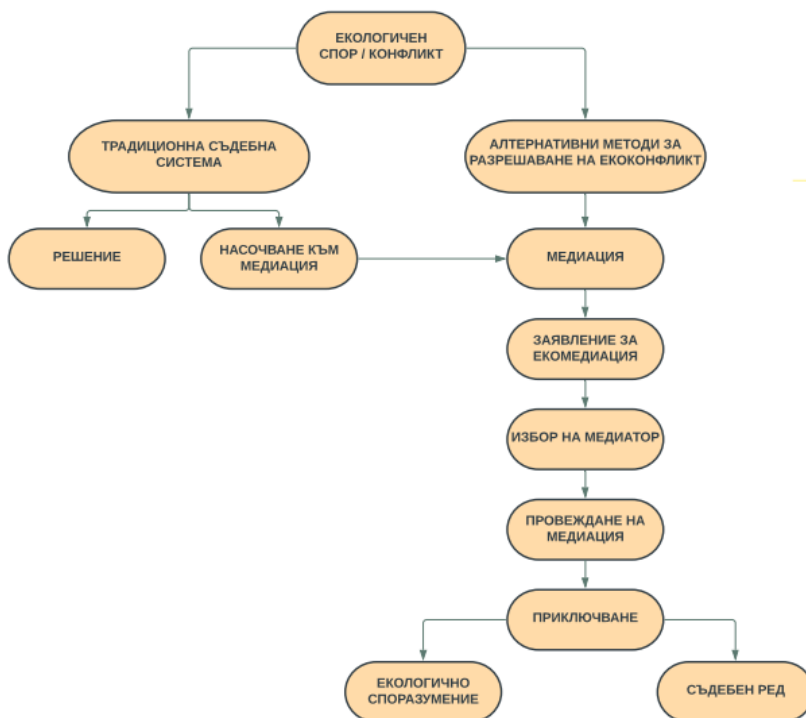 ЕКОЛОГИЧЕН
СПОР / КОНФЛИКТ
ТРАДИЦИОННА СЪДЕБНА
СИСТЕМА
АЛТЕРНАТИВНИ МЕТОДИ ЗА
РАЗРЕШАВАНЕ НА ЕКОКОНФЛИКТ
РЕШЕНИЕ
НАСОЧВАНЕ КЪМ
МЕДИАЦИЯ
МЕДИАЦИЯ
ЗАЯВЛЕНИЕ ЗА
ЕКОМЕДИАЦИЯ
ИЗБОР НА МЕДИАТОР
ПРОВЕЖДАНЕ НА
МЕДИАЦИЯ
ПРИКЛЮЧВАНЕ
ЕКОЛОГИЧНО
СПОРАЗУМЕНИЕ
СЪДЕБЕН РЕД